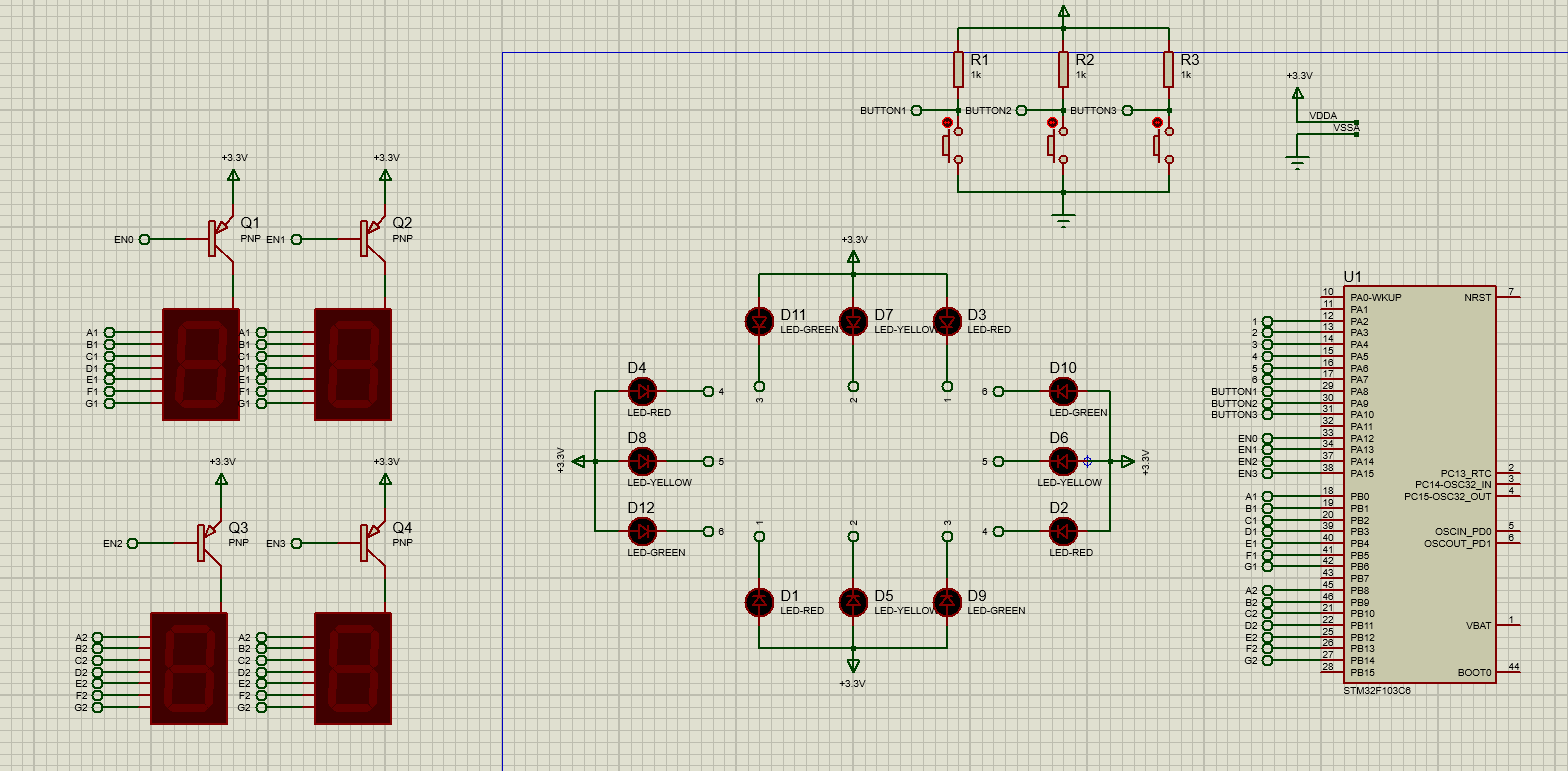 R1
1k
R2
1k
R3
1k
BUTTON1
BUTTON2
BUTTON3
+3.3V
VDDA
VSSA
+3.3V
+3.3V
Q1
PNP
Q2
PNP
EN0
EN1
A1
B1
C1
D1
E1
F1
G1
A1
B1
C1
D1
E1
F1
G1
+3.3V
+3.3V
Q3
PNP
Q4
PNP
EN2
EN3
A2
B2
C2
D2
E2
F2
G2
A2
B2
C2
D2
E2
F2
G2
+3.3V
D11
LED-GREEN
D7
LED-YELLOW
D3
LED-RED
3
2
1
D4
LED-RED
4
D8
LED-YELLOW
5
D12
LED-GREEN
6
+3.3V
D10
LED-GREEN
6
D6
LED-YELLOW
5
D2
LED-RED
4
+3.3V
1
2
3
D1
LED-RED
D5
LED-YELLOW
D9
LED-GREEN
+3.3V
U1
10 PA0-WKUP
11 PA1
1 12 PA2
2 13 PA3
3 14 PA4
4 15 PA5
5 16 PA6
6 17 PA7
BUTTON1 29 PA8
BUTTON2 30 PA9
BUTTON3 31 PA10
32 PA11
EN0 33 PA12
EN1 34 PA13
EN2 37 PA14
EN3 38 PA15
A1 18 PB0
B1 19 PB1
C1 20 PB2
D1 39 PB3
E1 40 PB4
F1 41 PB5
G1 42 PB6
43 PB7
A2 45 PB8
B2 46 PB9
C2 21 PB10
D2 22 PB11
E2 25 PB12
F2 26 PB13
G2 27 PB14
28 PB15
NRST 7
PC13_RTC 2
PC14-OSC32_IN 3
PC15-OSC32_OUT 4
OSCIN_PD0 5
OSCOUT_PD1 6
VBAT 1
BOOT0 44
STM32F103C6